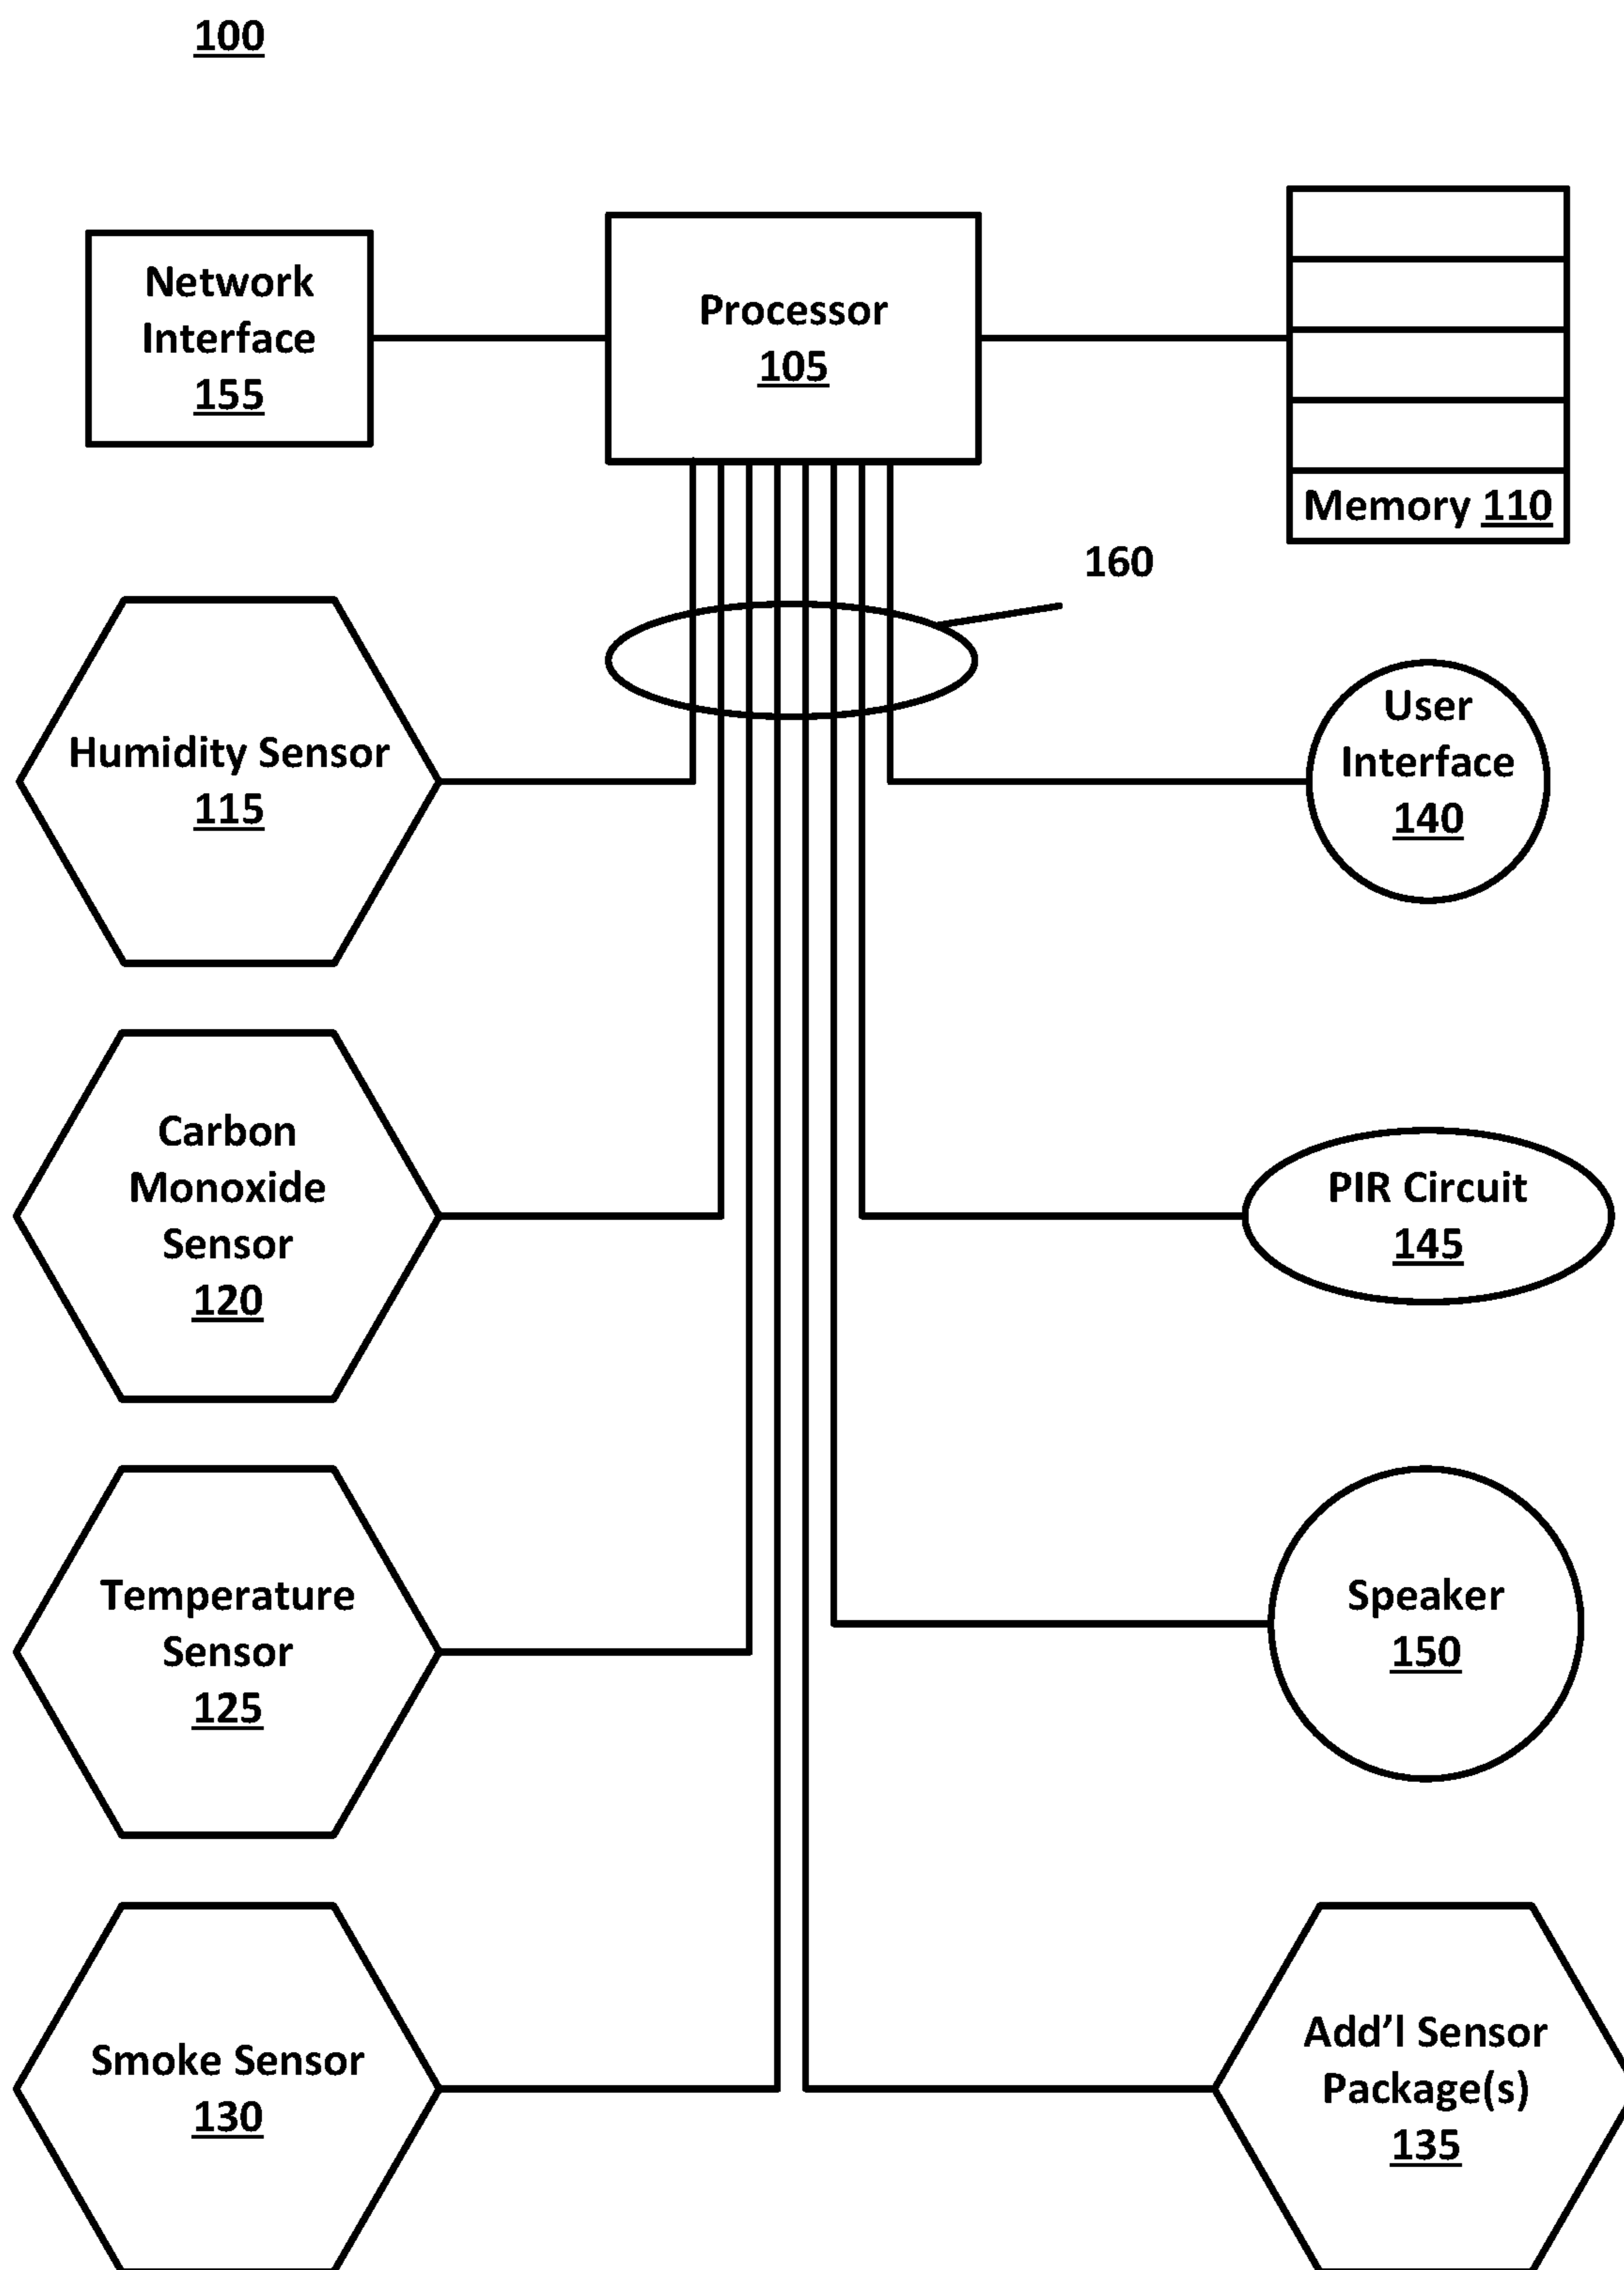 100
Network
Interface
155
Processor
105
Memory 110
160
Humidity Sensor
115
User
Interface
140
Carbon
Monoxide
Sensor
120
PIR Circuit
145
Temperature
Sensor
125
Speaker
150
Smoke Sensor
130
Add’l Sensor
Package(s)
135